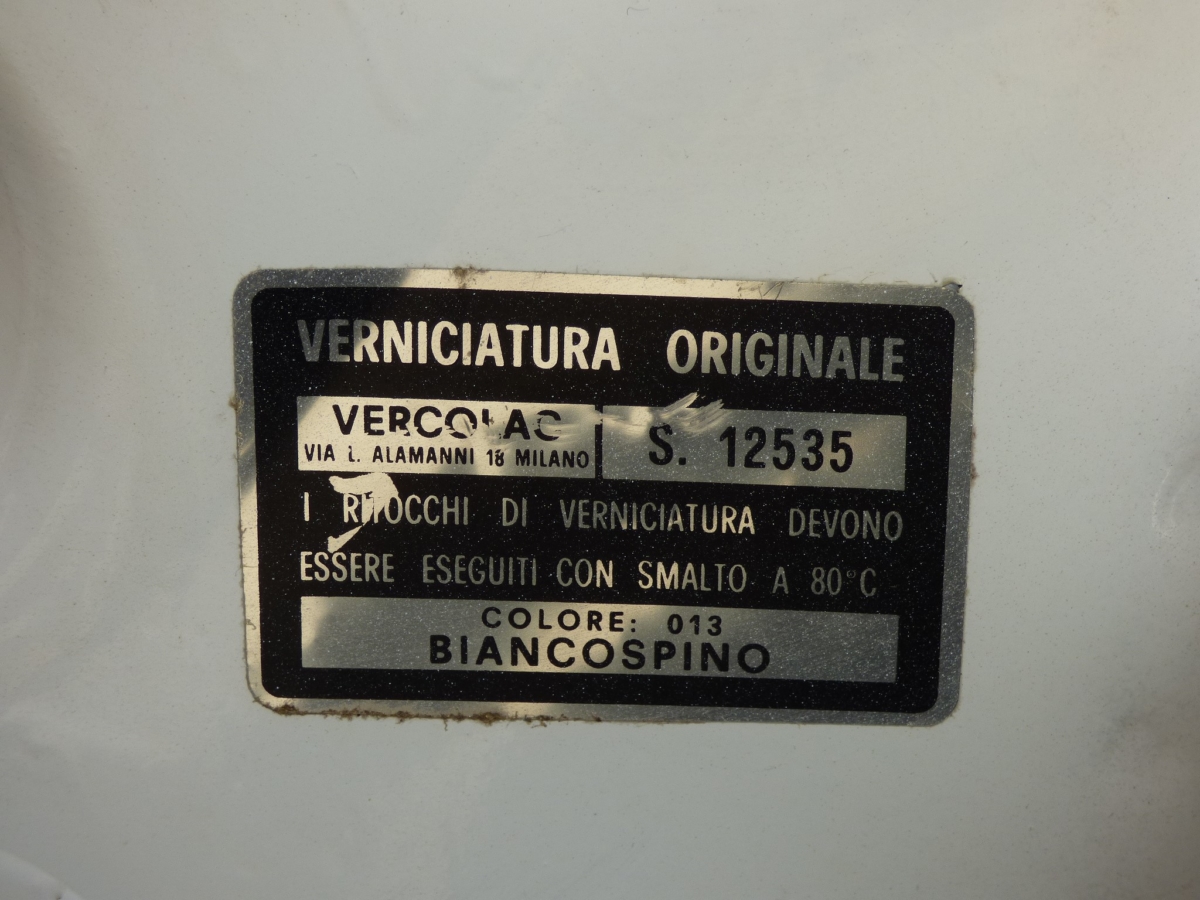 VERNICIATURA ORIGINALE
VERCOLAC S. 12535
VIA L. ALAMANNI 18 MILANO
I RITOCCHI DI VERNICIATURA DEVONO
ESSERE ESEGUITI CON SMALTO A 80°C
COLORE: 013
BIANCOSPINO